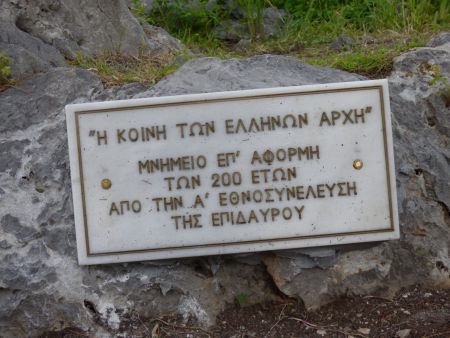 "Η ΚΟΙΝΗ ΤΩΝ ΕΛΛΗΝΩΝ ΑΡΧΗ"
ΜΝΗΜΕΙΟ ΕΠ' ΑΦΟΡΜΗ
ΤΩΝ 200 ΕΤΩΝ
ΑΠΟ ΤΗΝ Α' ΕΘΝΟΣΥΝΕΛΕΥΣΗ
ΤΗΣ ΕΠΙΔΑΥΡΟΥ